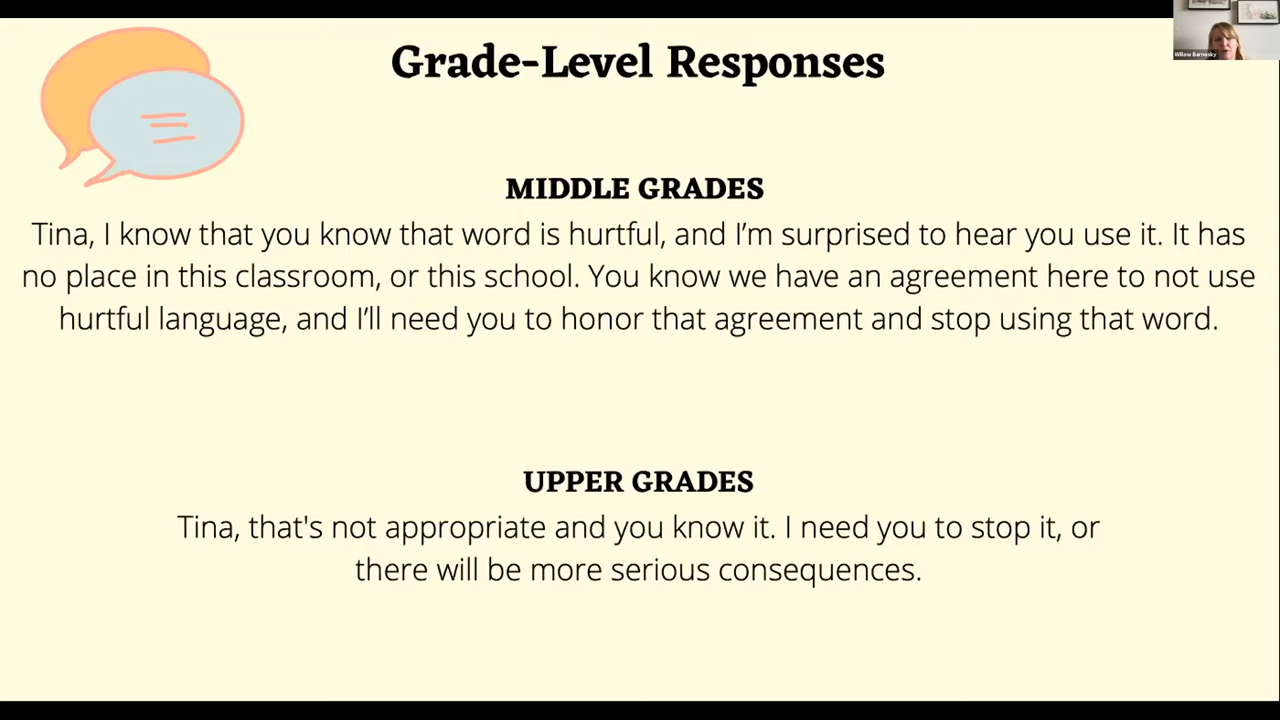 Grade-Level Responses
Willow Barnosky
MIDDLE GRADES
Tina, I know that you know that word is hurtful, and I’m surprised to hear you use it. It has
no place in this classroom, or this school. You know we have an agreement here to not use
hurtful language, and I’ll need you to honor that agreement and stop using that word.
UPPER GRADES
Tina, that's not appropriate and you know it. I need you to stop it, or
there will be more serious consequences.